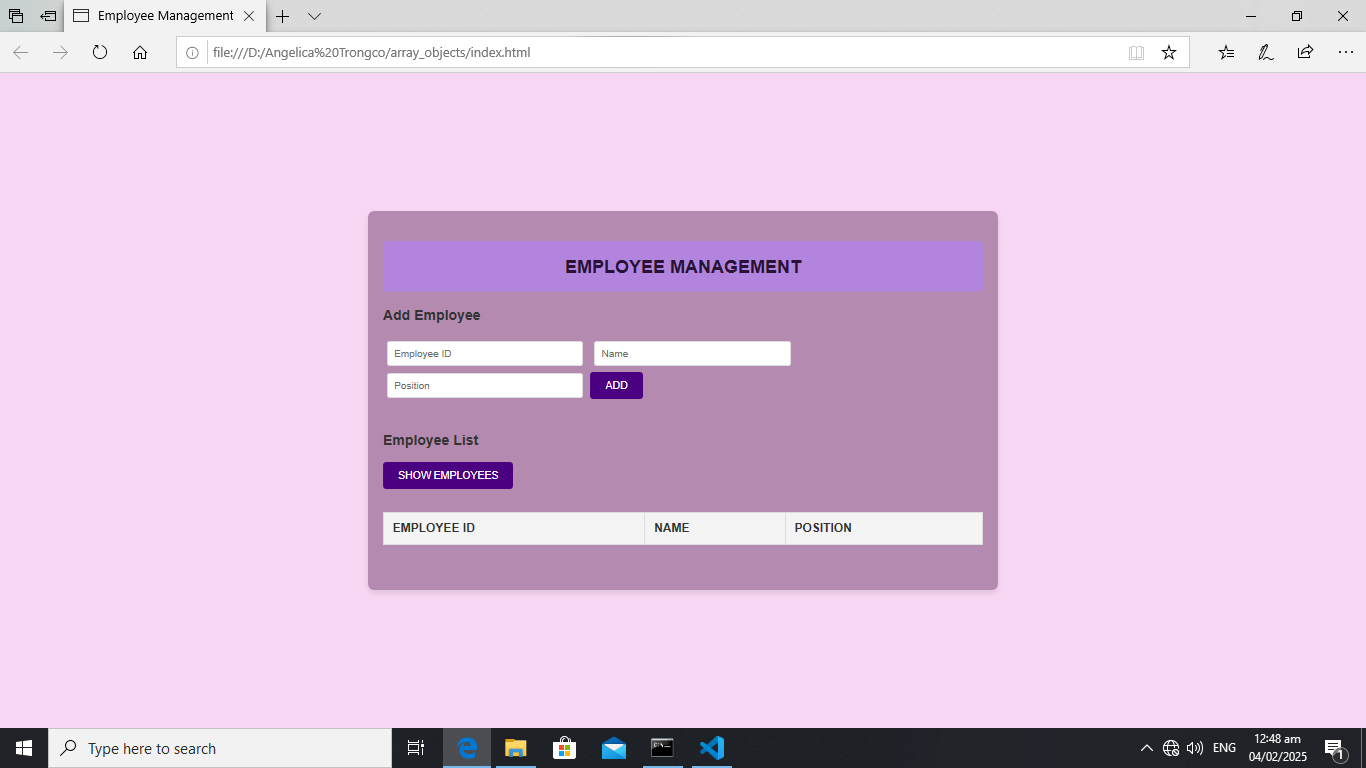 Employee Management
file:///D:/Angelica%20Trongco/array_objects/index.html
EMPLOYEE MANAGEMENT
Add Employee
Employee ID Name
Position ADD
Employee List
SHOW EMPLOYEES
EMPLOYEE ID NAME POSITION
Type here to search
ENG
12:48 am
04/02/2025
1